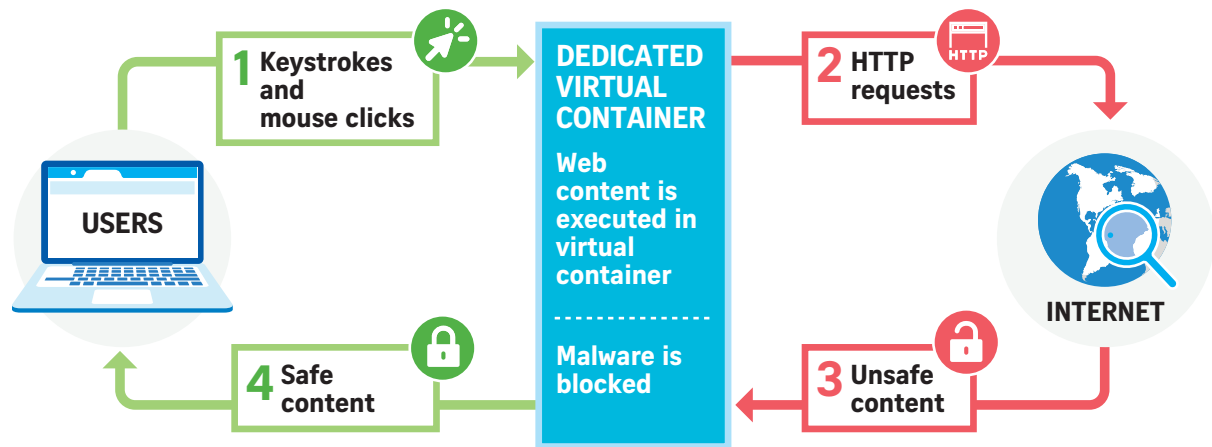 1 Keystrokes
and
mouse clicks
DEDICATED
VIRTUAL
CONTAINER
Web
content is
executed in
virtual
container
Malware is
blocked
2 HTTP
requests
HTTP
USERS
INTERNET
3 Unsafe
content
4 Safe
content